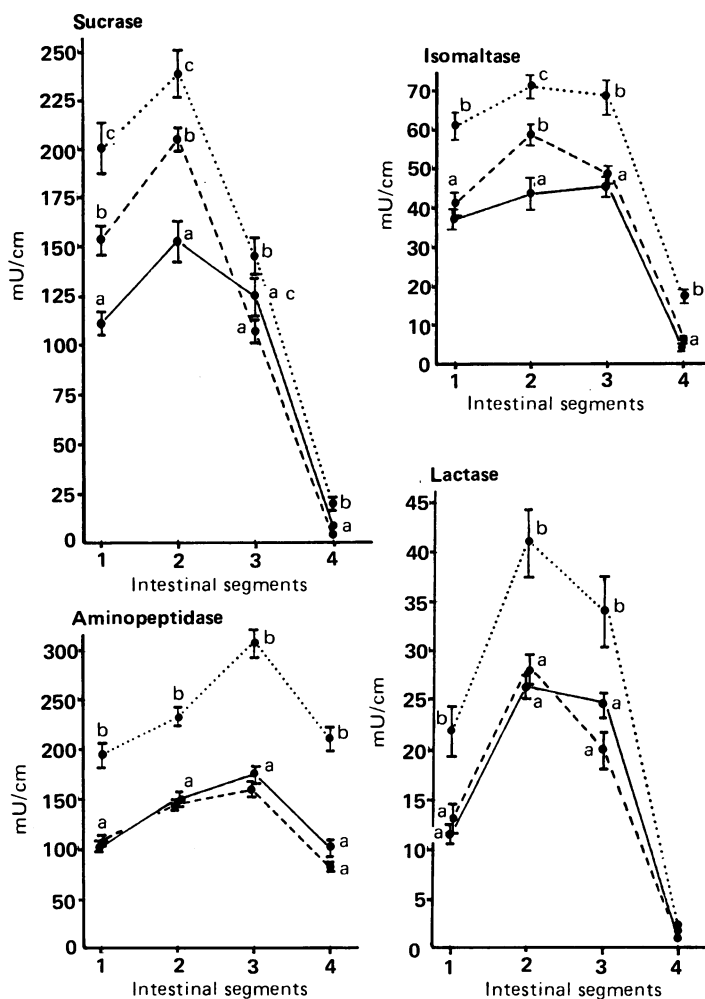 Sucrase
250
225
200
175
150
125
100
75
50
25
0
mU/cm
c
c
b
b
b
a
a
a c
a
b
a
1 2 3 4
Intestinal segments
Isomaltase
70
60
50
40
30
20
10
0
mU/cm
b
c
b
b
a
a
a
b
a
1 2 3 4
Intestinal segments
Aminopeptidase
300
250
200
150
100
50
0
mU/cm
b
b
b
b
a
a
a
a
a
1 2 3 4
Intestinal segments
Lactase
45
40
35
30
25
20
15
10
5
0
mU/cm
b
b
b
a
a
a
a
a
a
1 2 3 4
Intestinal segments